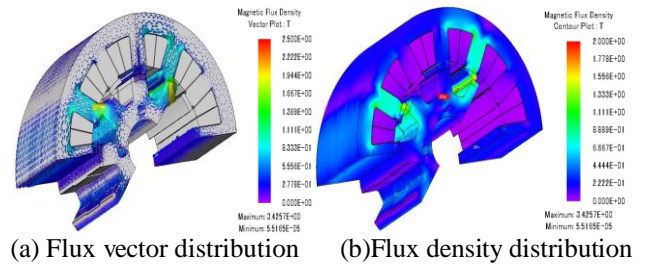 Magnetic Flux Density
Vector Plot : T
2.500E+00
2.222E+00
1.944E+00
1.667E+00
1.389E+00
1.111E+00
8.333E-01
5.556E-01
2.778E-01
0.000E+00
Maximum: 3.4257E+00
Minimum: 5.5165E-05
Magnetic Flux Density
Contour Plot : T
2.000E+00
1.778E+00
1.556E+00
1.333E+00
1.111E+00
8.889E-01
6.667E-01
4.444E-01
2.222E-01
0.000E+00
Maximum: 3.4257E+00
Minimum: 5.5165E-05
(a) Flux vector distribution
(b)Flux density distribution